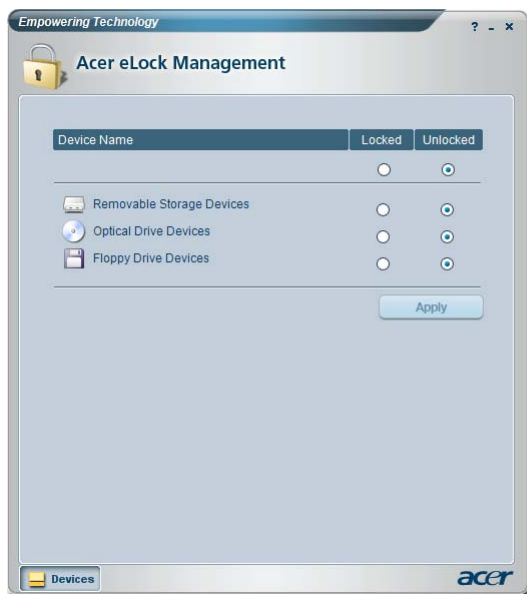 Empowering Technology
? - ×
Acer eLock Management
Device Name Locked Unlocked
Removable Storage Devices
Optical Drive Devices
Floppy Drive Devices
Apply
Devices
acer